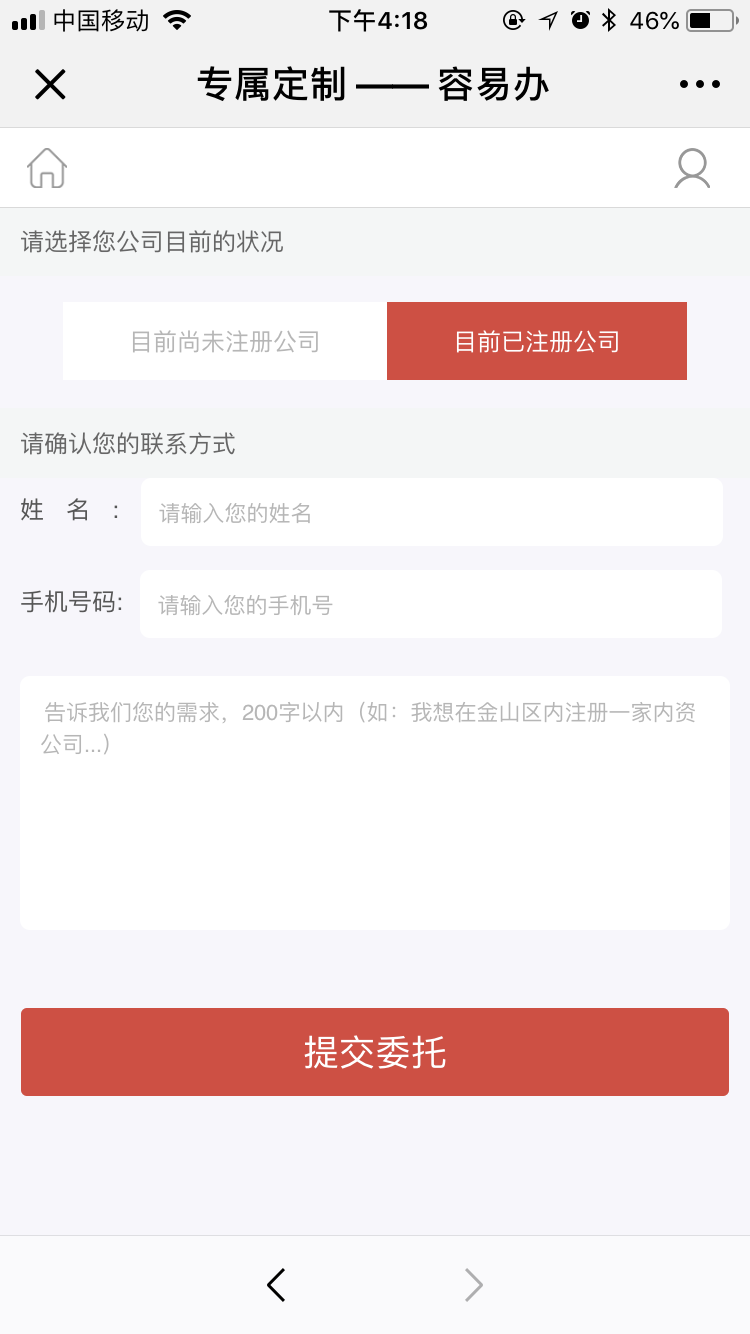 中国移动 下午4:18 46%
专属定制 —— 容易办
请选择您公司目前的状况
目前尚未注册公司 目前已注册公司
请确认您的联系方式
姓 名 : 请输入您的姓名
手机号码: 请输入您的手机号
告诉我们您的需求，200字以内（如：我想在金山区内注册一家内资
公司...）
提交委托